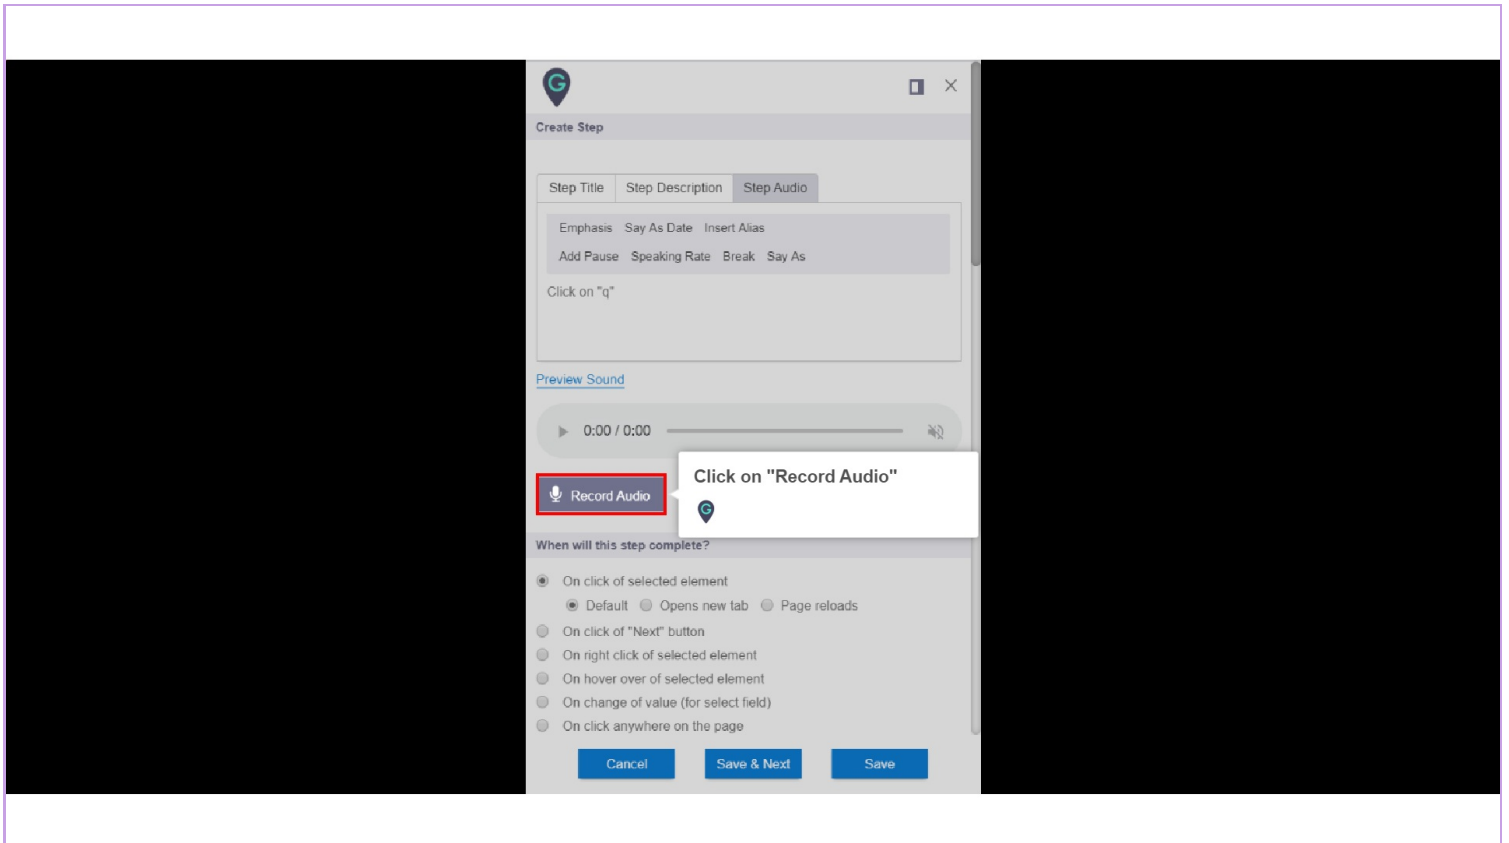 G
Create Step
Step Title Step Description Step Audio
Emphasis Say As Date Insert Alias
Add Pause Speaking Rate Break Say As
Click on "q"
Preview Sound
0:00 / 0:00
Record Audio
Click on "Record Audio"
G
When will this step complete?
On click of selected element
Default Opens new tab Page reloads
On click of "Next" button
On right click of selected element
On hover over of selected element
On change of value (for select field)
On click anywhere on the page
Cancel Save & Next Save